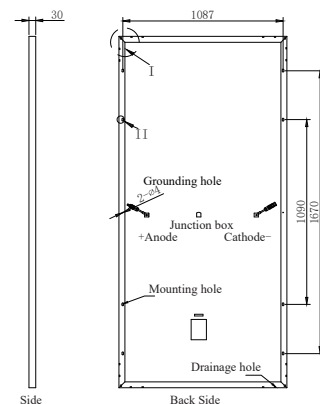 30
1087
I
II
Grounding hole
2-ø4
Junction box
+Anode
Cathode-
1090
1670
Mounting hole
Drainage hole
Side
Back Side